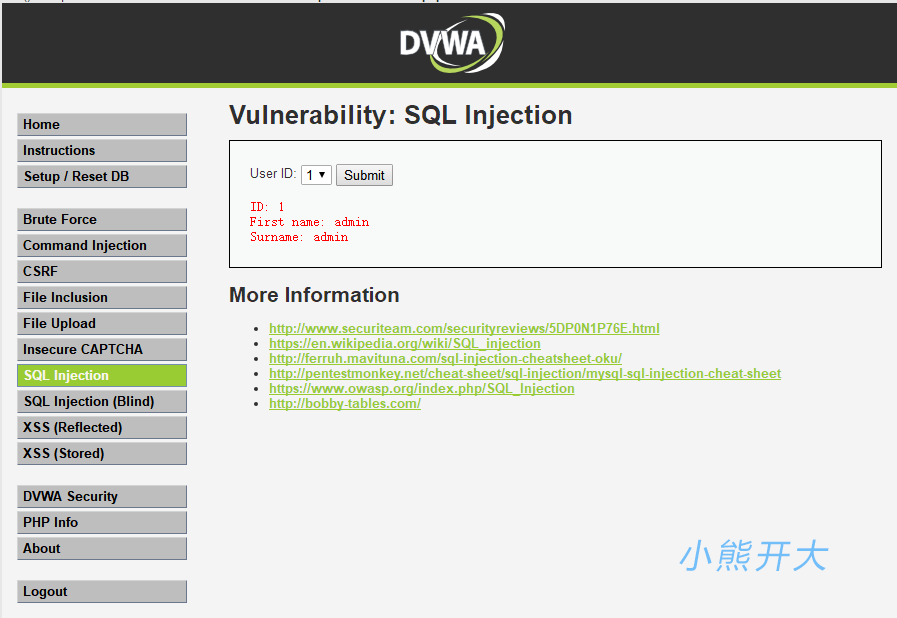 DVWA
Home
Instructions
Setup / Reset DB
Brute Force
Command Injection
CSRF
File Inclusion
File Upload
Insecure CAPTCHA
SQL Injection
SQL Injection (Blind)
XSS (Reflected)
XSS (Stored)
DVWA Security
PHP Info
About
Logout
Vulnerability: SQL Injection
User ID: 1 Submit
ID: 1
First name: admin
Surname: admin
More Information
http://www.securiteam.com/securityreviews/5DP0N1P76E.html
https://en.wikipedia.org/wiki/SQL_injection
http://ferruh.mavituna.com/sql-injection-cheatsheet-oku/
http://pentestmonkey.net/cheat-sheet/sql-injection/mysql-sql-injection-cheat-sheet
https://www.owasp.org/index.php/SQL_Injection
http://bobby-tables.com/
小熊开大